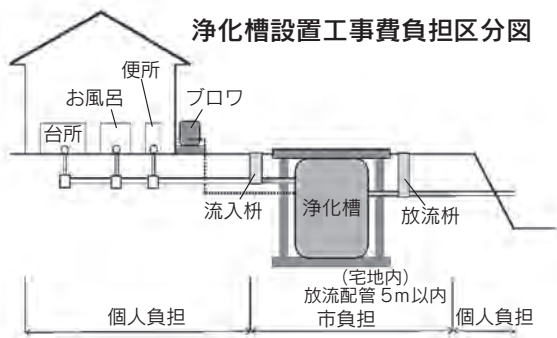 浄化槽設置工事費負担区分図
便所
お風呂
ブロワ
台所
流入枡
浄化槽
放流枡
(宅地内)
放流配管 5m以内
個人負担
市負担
個人負担